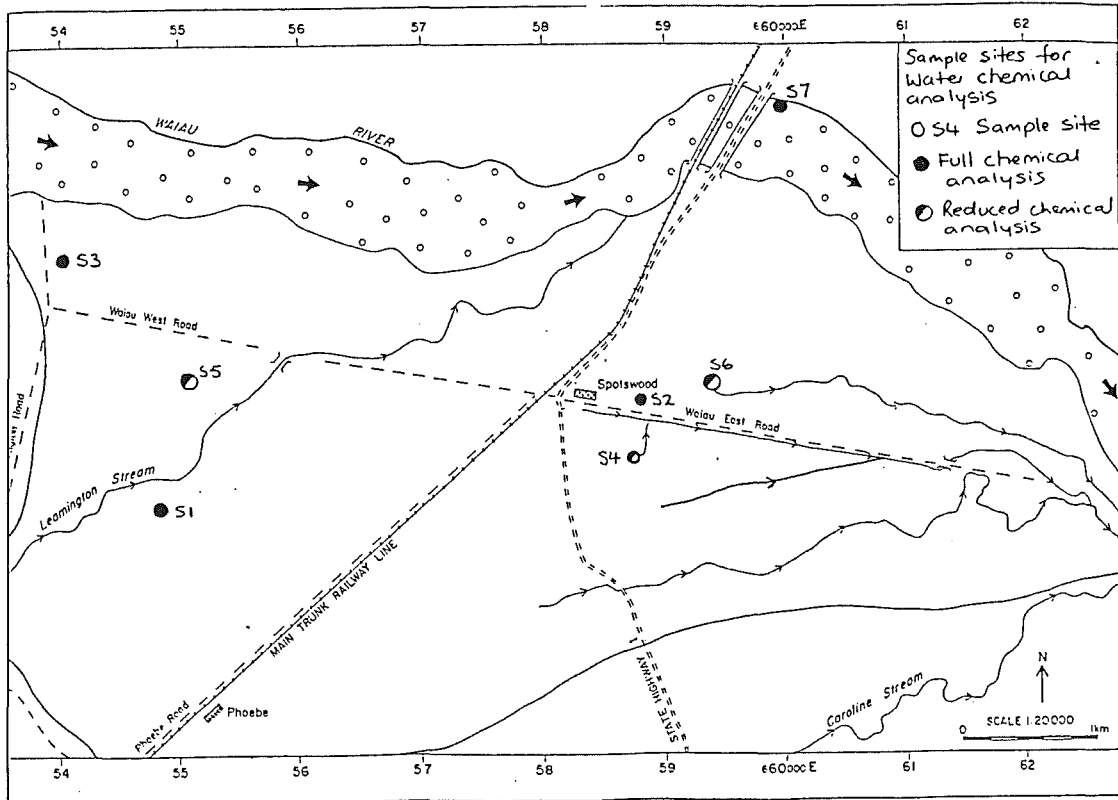 54 55 56 57 58 59 660000E 61 62
Sample sites for
Water chemical
analysis
O S4 Sample site
Full chemical
analysis
Reduced chemical
analysis
S7
WAIAU
RIVER
S3
Waiau West Road
S5
S6
Spotswood
S2
Waiau East Road
S4
Road
Leamington Stream
S1
MAIN TRUNK RAILWAY LINE
STATE HIGHWAY
Phoebe Road
Phoebe
Caroline Stream
N
SCALE 1:20000
0 1km
54 55 56 57 58 59 660000E 61 62